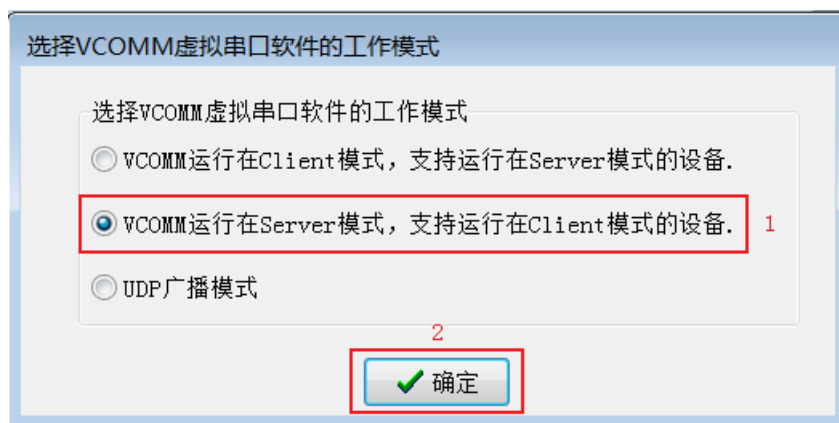 选择VCOMM虚拟串口软件的工作模式
选择VCOMM虚拟串口软件的工作模式
VCOMM运行在Client模式，支持运行在Server模式的设备.
VCOMM运行在Server模式，支持运行在Client模式的设备. 1
UDP广播模式
2
确定